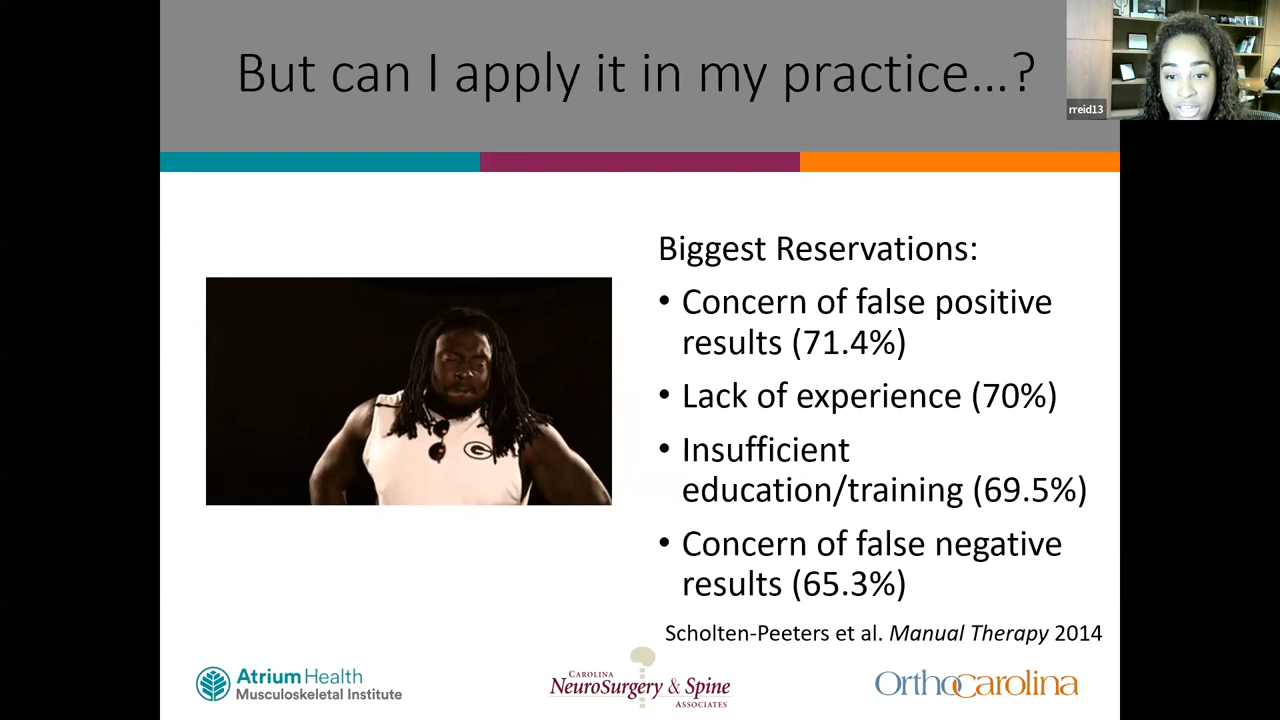 But can I apply it in my practice...?
rreid13
Biggest Reservations:
• Concern of false positive
results (71.4%)
• Lack of experience (70%)
• Insufficient
education/training (69.5%)
• Concern of false negative
results (65.3%)
Scholten-Peeters et al. Manual Therapy 2014
G
Atrium Health
Musculoskeletal Institute
CAROLINA
NEUROSURGERY & SPINE
ASSOCIATES
OrthoCarolina